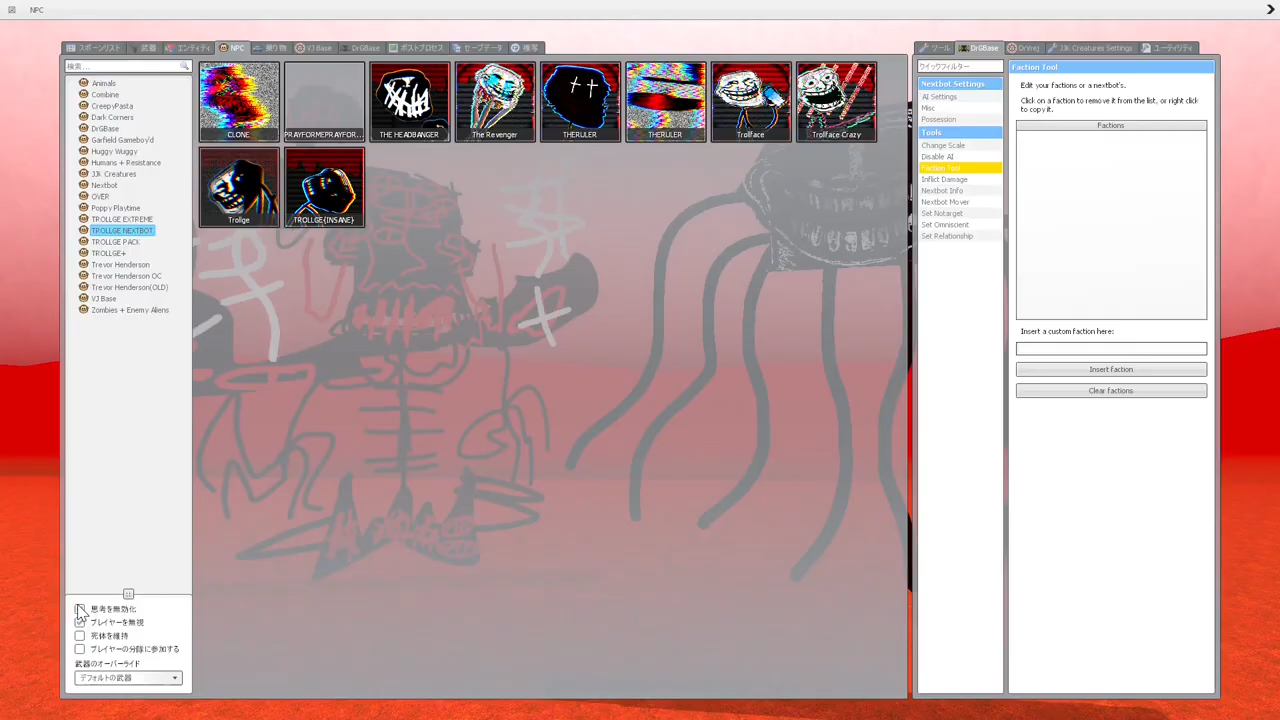 NPC
スポーンリスト
武器
エンティティ
NPC
乗り物
VJ Base
DrGBase
ポストプロセス
セーブデータ
複写
検索...
Animals
Combine
CreepyPasta
Dark Corners
DrGBase
Garfield Gameboy'd
Huggy Wuggy
Humans + Resistance
JJk Creatures
Nextbot
OVER
Poppy Playtime
TROLLGE EXTREME
TROLLGE NEXTBOT
TROLLGE PACK
TROLLGE+
Trevor Henderson
Trevor Henderson OC
Trevor Henderson(OLD)
VJ Base
Zombies + Enemy Aliens
CLONE
PRAYFORMEPRAYFOR...
THE HEADBANGER
The Revenger
THERULER
THERULER
Trollface
Trollface Crazy
Trollge
TROLLGE{INSANE}
思考を無効化
プレイヤーを無視
死体を維持
プレイヤーの分隊に参加する
武器のオーバーライド
デフォルトの武器
ツール
DrGBase
JJk Creatures Settings
ユーティリティ
クイックフィルター
Nextbot Settings
AI Settings
Misc
Possession
Tools
Change Scale
Disable AI
Faction Tool
Inflict Damage
Nextbot Info
Nextbot Mover
Set Notarget
Set Omniscient
Set Relationship
Faction Tool
Edit your factions or a nextbot's.
Click on a faction to remove it from the list, or right click
to copy it.
Factions
Insert a custom faction here:
Insert faction
Clear factions